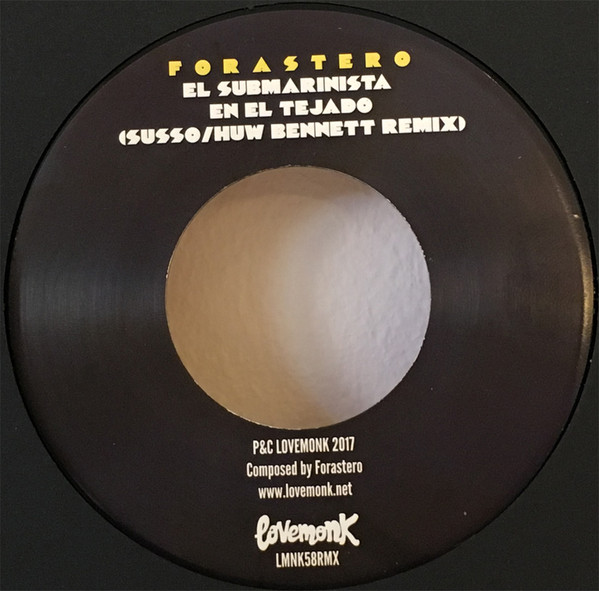 FORASTERO
EL SUBMARINISTA
EN EL TEJADO
(SUSSO/HUW BENNETT REMIX)
P&C LOVEMONK 2017
Composed by Forastero
www.lovemonk.net
lovemonk
LMNK58RMX